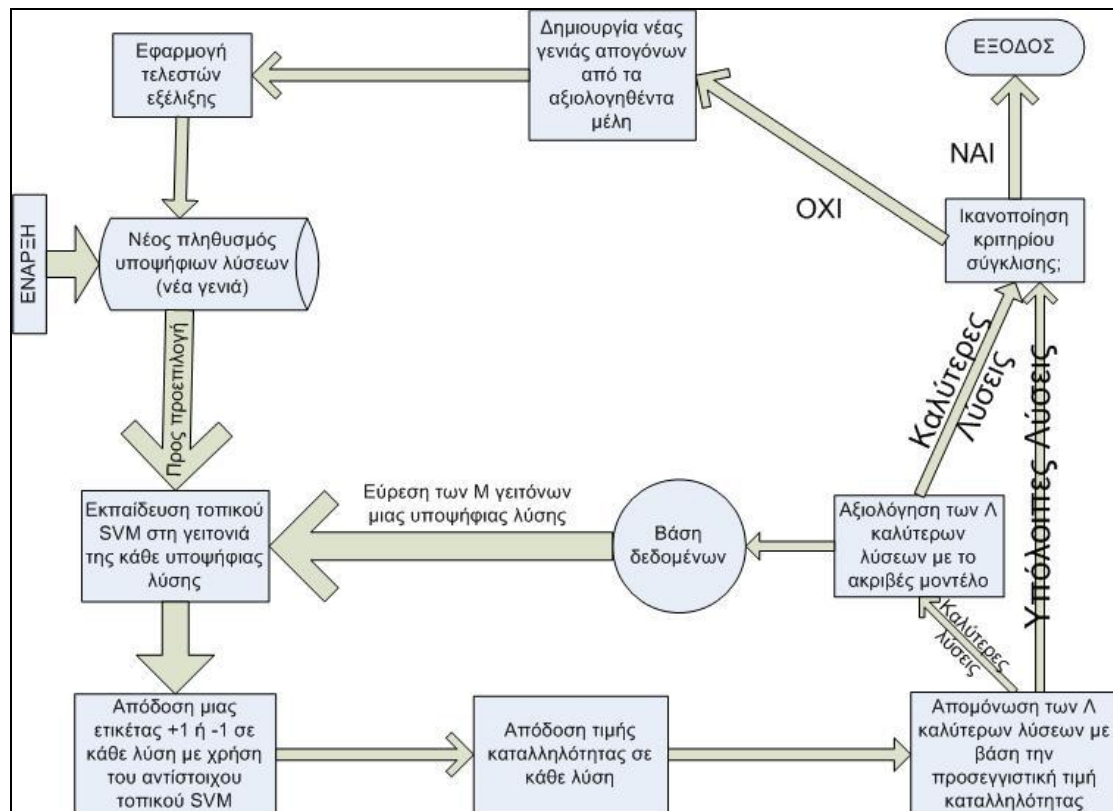 Εφαρμογή
τελεστών
εξέλιξης
Δημιουργία νέας
γενιάς απογόνων
από τα
αξιολογηθέντα
μέλη
ΕΞΟΔΟΣ
ΝΑΙ
ΟΧΙ
Ικανοποίηση
κριτηρίου
σύγκλισης;
ΕΝΑΡΞΗ
Νέος πληθυσμός
υποψήφιων λύσεων
(νέα γενιά)
Προς προεπιλογή
Καλύτερες
Λύσεις
Υπόλοιπες Λύσεις
Εκπαίδευση τοπικού
SVM στη γειτονιά
της κάθε υποψήφιας
λύσης
Εύρεση των Μ γειτόνων
μιας υποψήφιας λύσης
Βάση
δεδομένων
Αξιολόγηση των Λ
καλύτερων
λύσεων με το
ακριβές μοντέλο
Καλύτερες
λύσεις
Απόδοση μιας
ετικέτας +1 ή -1 σε
κάθε λύση με χρήση
του αντίστοιχου
τοπικού SVM
Απόδοση τιμής
καταλληλότητας σε
κάθε λύση
Απομόνωση των Λ
καλύτερων λύσεων με
βάση την
προσεγγιστική τιμή
καταλληλότητας